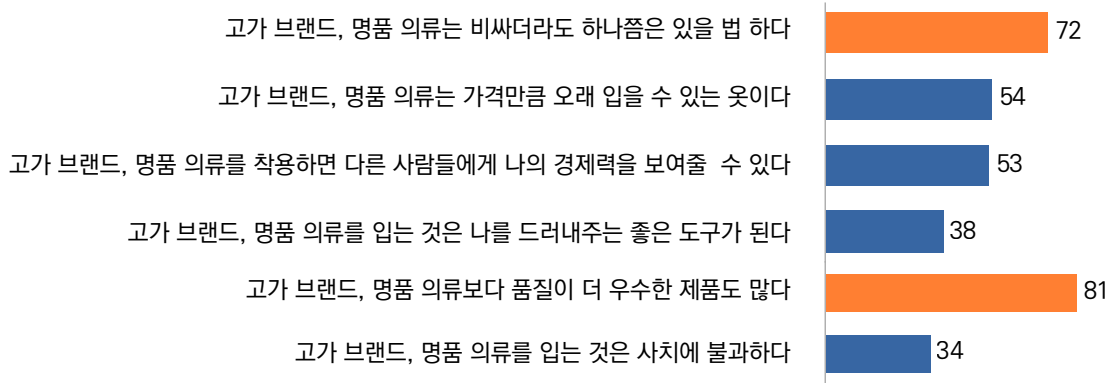 고가 브랜드, 명품 의류는 비싸더라도 하나쯤은 있을 법 하다 72
고가 브랜드, 명품 의류는 가격만큼 오래 입을 수 있는 옷이다 54
고가 브랜드, 명품 의류를 착용하면 다른 사람들에게 나의 경제력을 보여줄 수 있다 53
고가 브랜드, 명품 의류를 입는 것은 나를 드러내주는 좋은 도구가 된다 38
고가 브랜드, 명품 의류보다 품질이 더 우수한 제품도 많다 81
고가 브랜드, 명품 의류를 입는 것은 사치에 불과하다 34